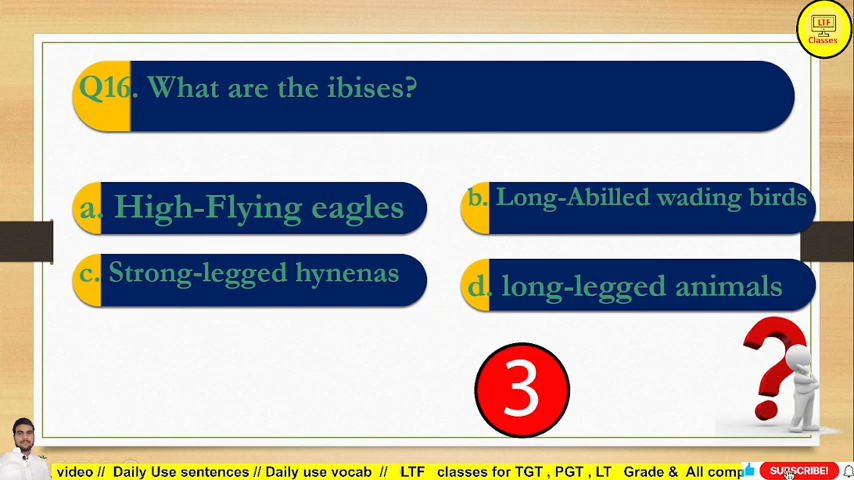 LTF
Classes
Q16. What are the ibises?
a. High-Flying eagles
b. Long-Abilled wading birds
c. Strong-legged hynenas
d. long-legged animals
3
video // Daily Use sentences // Daily use vocab // LTF classes for TGT , PGT , LT Grade & All comp
SUBSCRIBE!